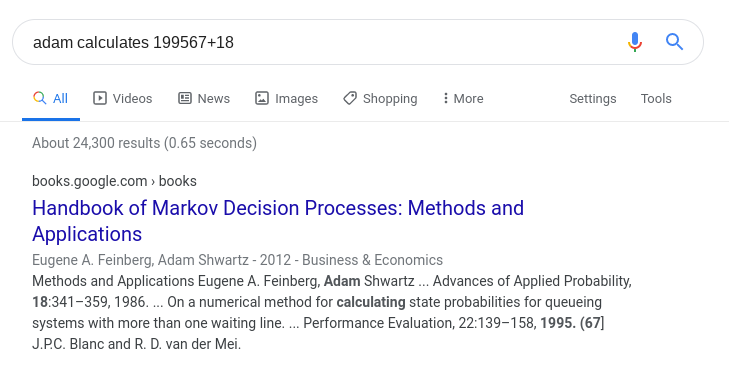 adam calculates 199567+18
All Videos News Images Shopping More Settings Tools
About 24,300 results (0.65 seconds)
books.google.com › books
Handbook of Markov Decision Processes: Methods and
Applications
Eugene A. Feinberg, Adam Shwartz - 2012 - Business & Economics
Methods and Applications Eugene A. Feinberg, Adam Shwartz ... Advances of Applied Probability,
18:341–359, 1986. ... On a numerical method for calculating state probabilities for queueing
systems with more than one waiting line. ... Performance Evaluation, 22:139–158, 1995. (67]
J.P.C. Blanc and R. D. van der Mei.